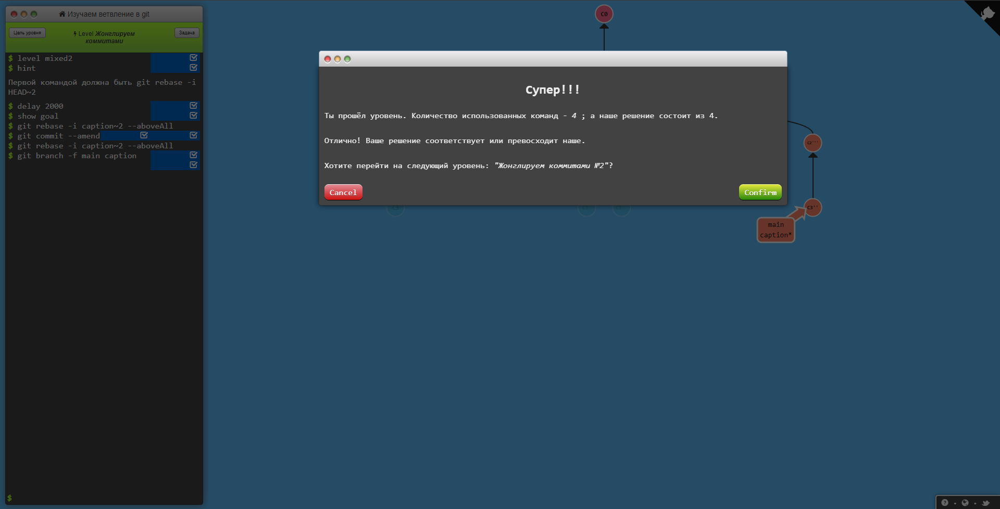 Изучаем ветвление в git
Цель уровня
Level Жонглируем
коммитами
Задача
$ level mixed2
$ hint
Первой командой должна быть git rebase -i
HEAD~2
$ delay 2000
$ show goal
$ git rebase -i caption~2 --aboveAll
$ git commit --amend
$ git rebase -i caption~2 --aboveAll
$ git branch -f main caption
$
C0
Супер!!!
Ты прошёл уровень. Количество использованных команд - 4 ; а наше решение состоит из 4.
Отлично! Ваше решение соответствует или превосходит наше.
Хотите перейти на следующий уровень: "Жонглируем коммитами №2"?
Cancel
Confirm
C2'''
C3''
main
caption*